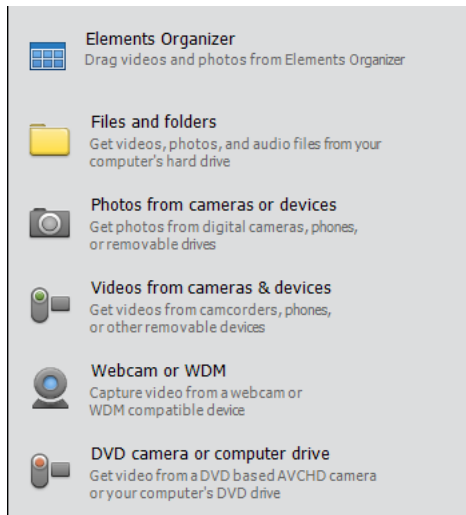 Elements Organizer
Drag videos and photos from Elements Organizer
Files and folders
Get videos, photos, and audio files from your
computer's hard drive
Photos from cameras or devices
Get photos from digital cameras, phones,
or removable drives
Videos from cameras & devices
Get videos from camcorders, phones,
or other removable devices
Webcam or WDM
Capture video from a webcam or
WDM compatible device
DVD camera or computer drive
Get video from a DVD based AVCHD camera
or your computer's DVD drive